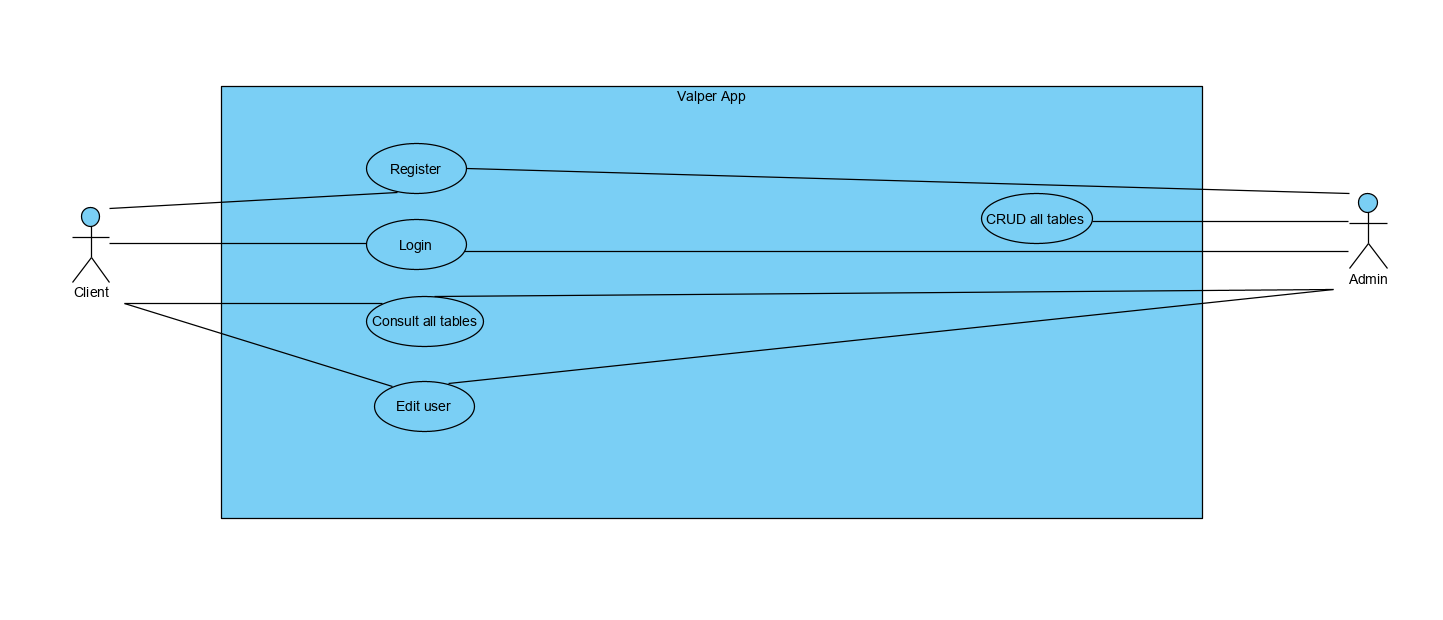 Valper App
Register
CRUD all tables
Login
Client
Admin
Consult all tables
Edit user